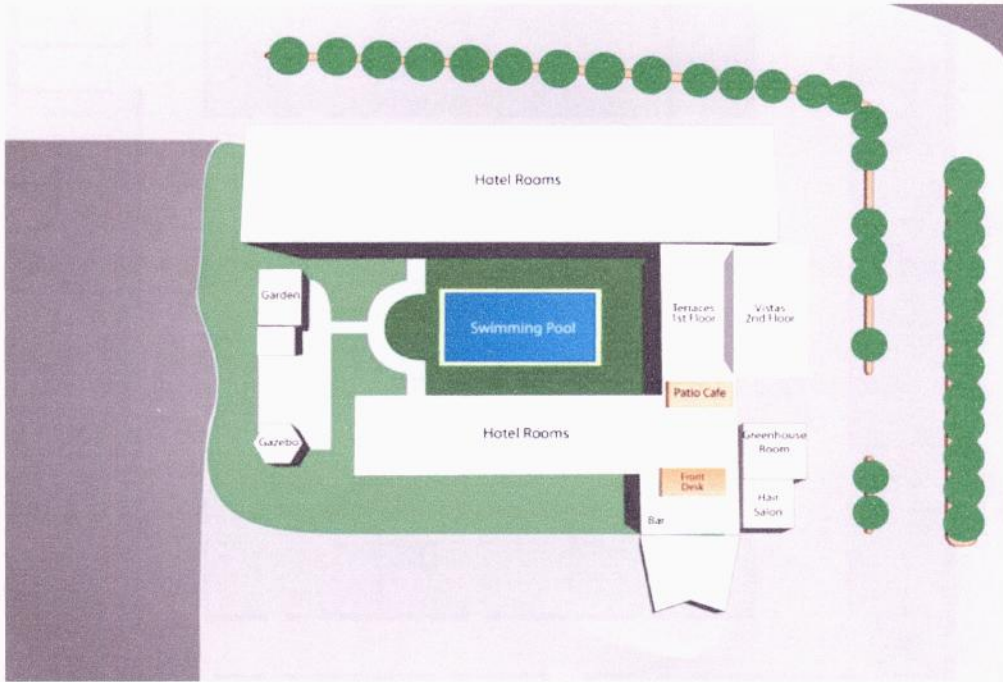 Hotel Rooms
Garden
Swimming Pool
Terraces
1st Floor
Vistas
2nd Floor
Patio Cafe
Hotel Rooms
Gazebo
Greenhouse
Room
Front
Desk
Hair
Salon
Bar